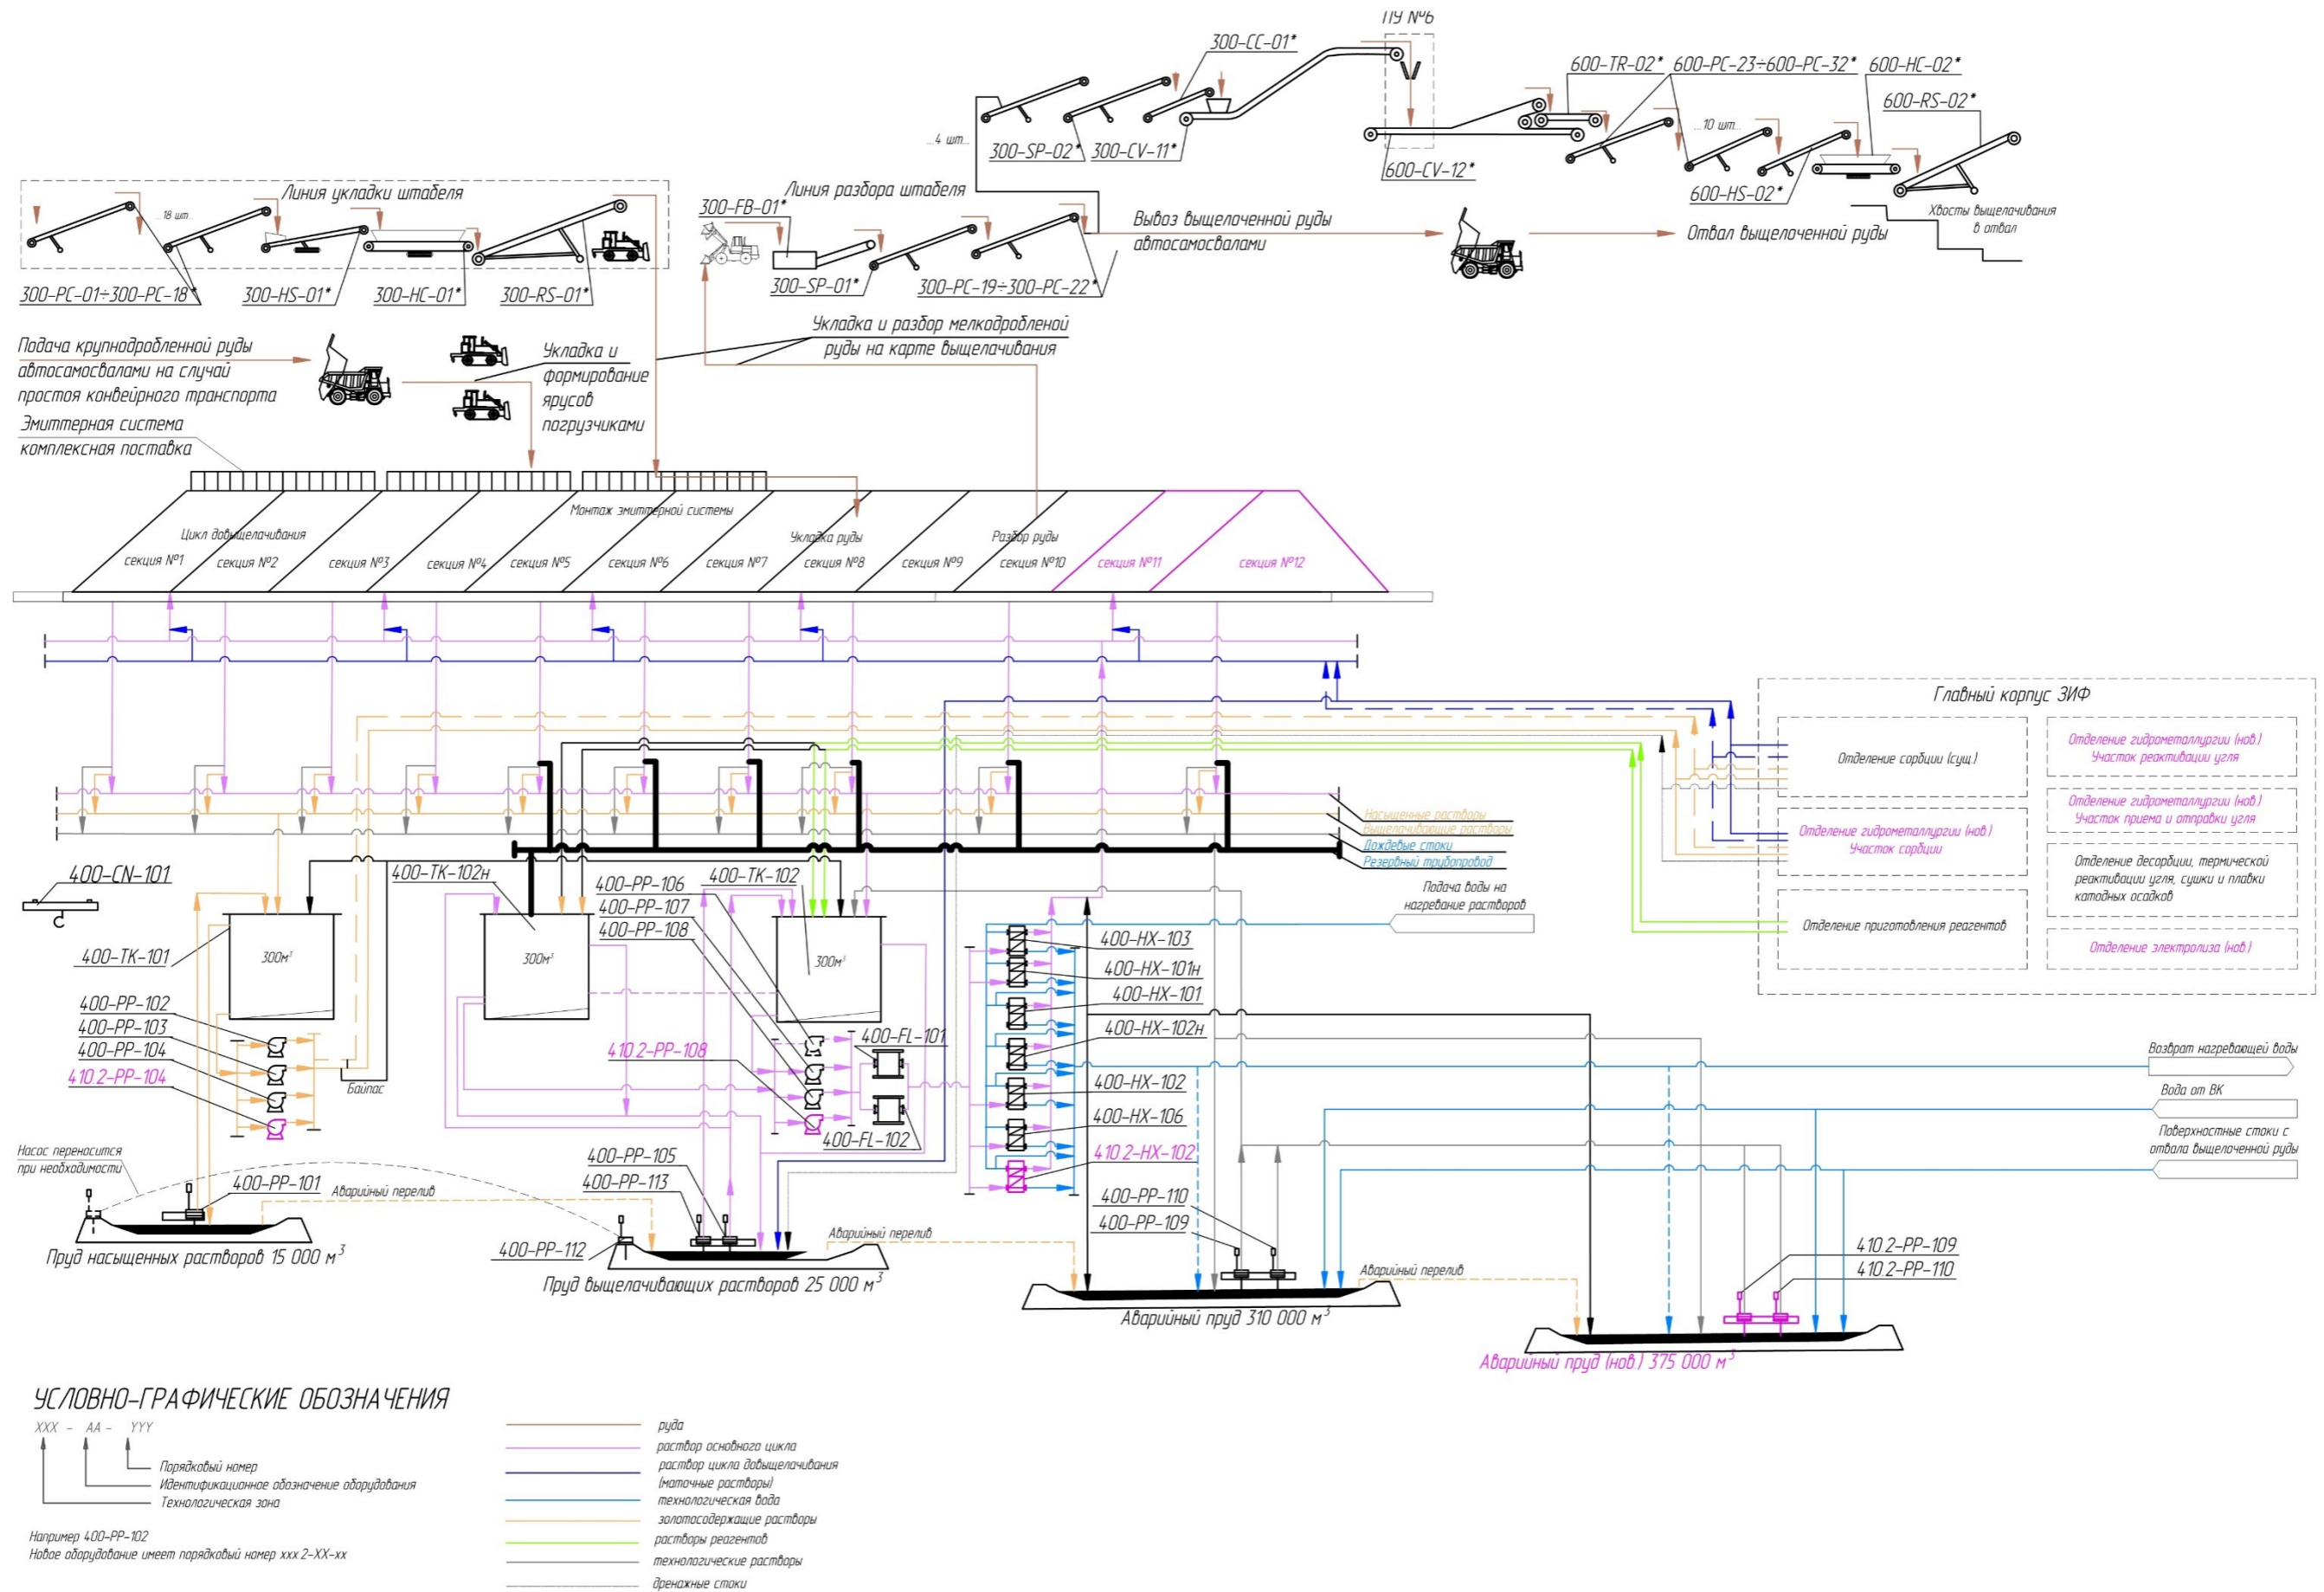 ПУ №6
300-CC-01*
600-TR-02*
600-PC-23÷600-PC-32*
600-HC-02*
600-RS-02*
...4 шт...
...10 шт...
300-SP-02*
300-CV-11*
600-CV-12*
600-HS-02*
Хвосты выщелачивания
в отвал
Линия укладки штабеля
...18 шт...
300-PC-01÷300-PC-18*
300-HS-01*
300-HC-01*
300-RS-01*
Линия разбора штабеля
300-FB-01*
300-SP-01*
300-PC-19÷300-PC-22*
Вывоз выщелоченной руды
автосамосвалами
Отвал выщелоченной руды
Подача крупнодробленной руды
автосамосвалами на случай
простоя конвейрного транспорта
Укладка и
формирование
ярусов
погрузчиками
Укладка и разбор мелкодробленой
руды на карте выщелачивания
Эмиттерная система
комплексная поставка
Монтаж эмиттерной системы
Цикл довыщелачивания
Укладка руды
Разбор руды
секция №1
секция №2
секция №3
секция №4
секция №5
секция №6
секция №7
секция №8
секция №9
секция №10
секция №11
секция №12
Главный корпус ЗИФ
Отделение сорбции (сущ.)
Отделение гидрометаллургии (нов.)
Участок реактивации угля
Отделение гидрометаллургии (нов.)
Участок сорбции
Отделение гидрометаллургии (нов.)
Участок приема и отправки угля
Отделение десорбции, термической
реактивации угля, сушки и плавки
катодных осадков
Отделение приготовления реагентов
Отделение электролиза (нов.)
Насыщенные растворы
Выщелачивающие растворы
Дождевые стоки
Резервный трубопровод
Подача воды на
нагревание растворов
400-CN-101
400-TK-101
300м³
400-PP-102
400-PP-103
400-PP-104
410.2-PP-104
Байпас
400-TK-102н
300м³
400-PP-106
400-PP-107
400-PP-108
400-TK-102
300м³
410.2-PP-108
400-FL-101
400-FL-102
400-HX-103
400-HX-101н
400-HX-101
400-HX-102н
400-HX-102
400-HX-106
410.2-HX-102
Возврат нагревающей воды
Вода от ВК
Поверхностные стоки с
отвала выщелоченной руды
Насос переносится
при необходимости
400-PP-101
Аварийный перелив
Пруд насыщенных растворов 15 000 м³
400-PP-105
400-PP-113
400-PP-112
Аварийный перелив
Пруд выщелачивающих растворов 25 000 м³
400-PP-110
400-PP-109
Аварийный перелив
Аварийный пруд 310 000 м³
410.2-PP-109
410.2-PP-110
Аварийный пруд (нов.) 375 000 м³
УСЛОВНО-ГРАФИЧЕСКИЕ ОБОЗНАЧЕНИЯ
XXX - AA - YYY
Порядковый номер
Идентификационное обозначение оборудования
Технологическая зона
Например 400-PP-102
Новое оборудование имеет порядковый номер xxx 2-XX-xx
руда
раствор основного цикла
раствор цикла довыщелачивания
(маточные растворы)
технологическая вода
золотосодержащие растворы
растворы реагентов
технологические растворы
дренажные стоки